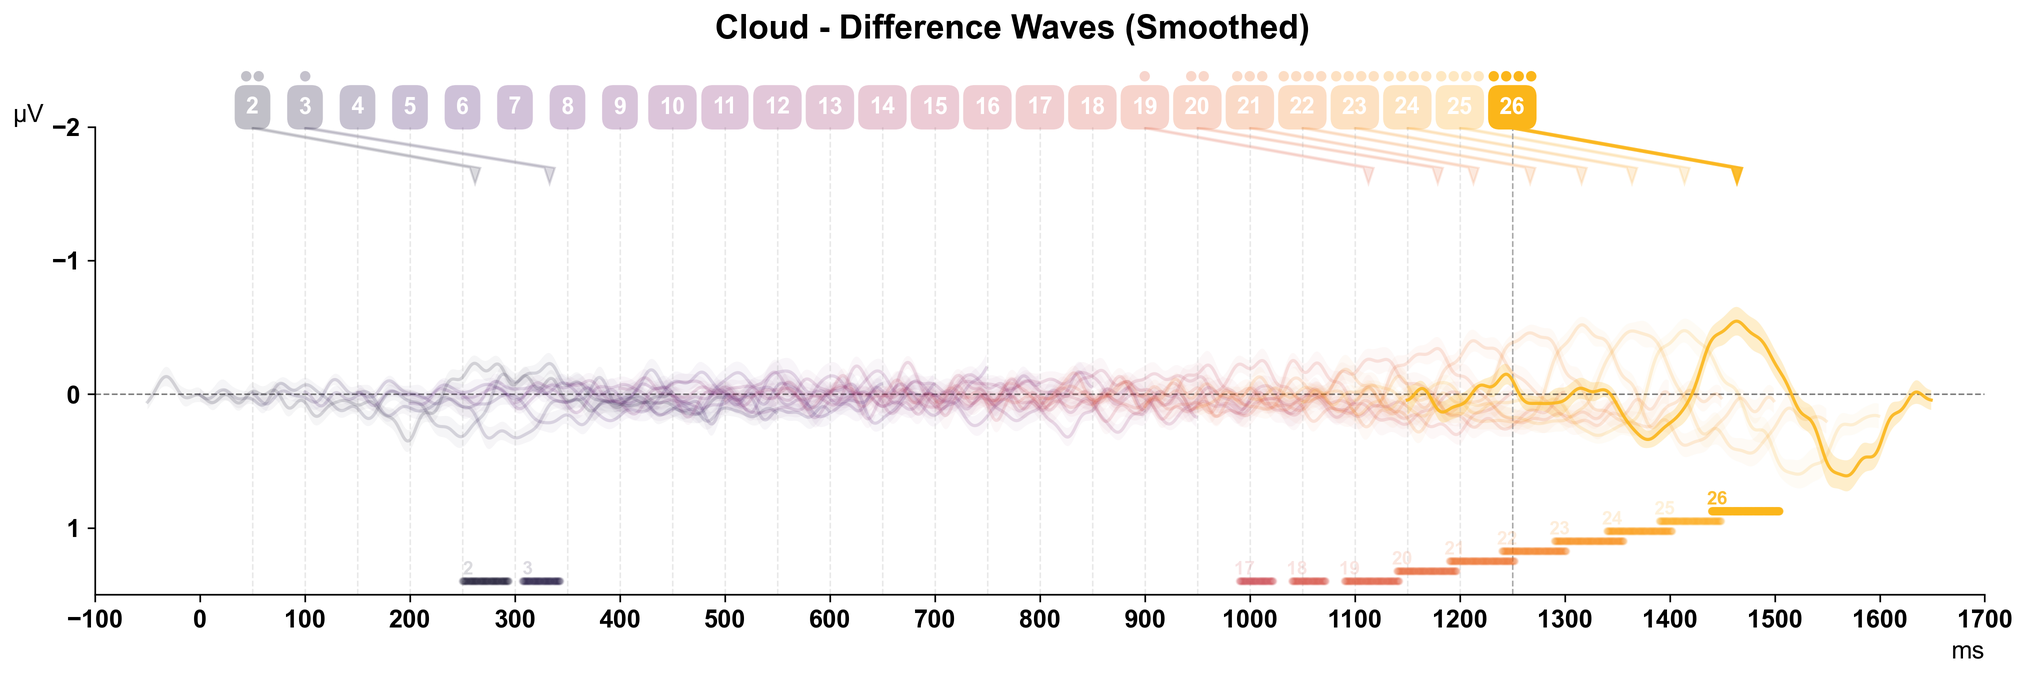 Cloud - Difference Waves (Smoothed)
2 3 4 5 6 7 8 9 10 11 12 13 14 15 16 17 18 19 20 21 22 23 24 25 26
µV
−2
−1
0
1
26
25
24
23
22
21
20
2 3 17 18 19
−100 0 100 200 300 400 500 600 700 800 900 1000 1100 1200 1300 1400 1500 1600 1700
ms